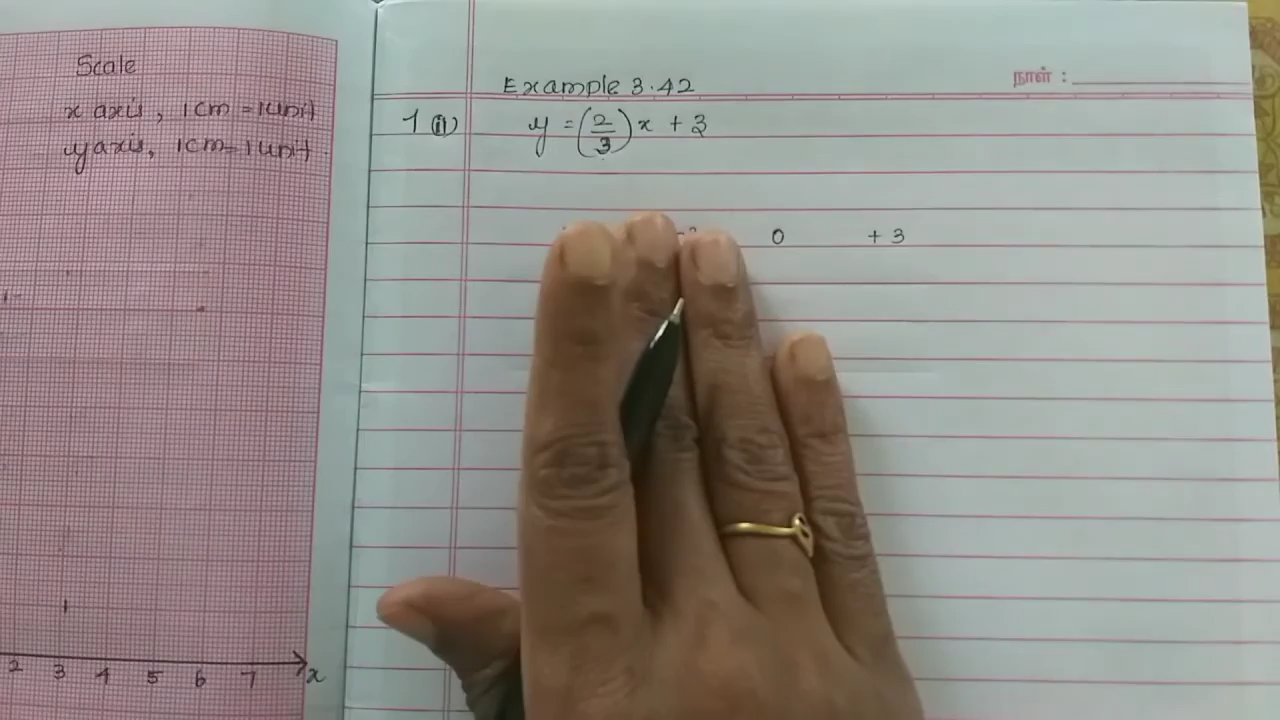 Scale
x axis, 1cm = 1unit
y axis, 1cm = 1unit
2 3 4 5 6 7 x
Example 3.42
நாள் :
1 (ii) y = (2/3) x + 3
0 + 3